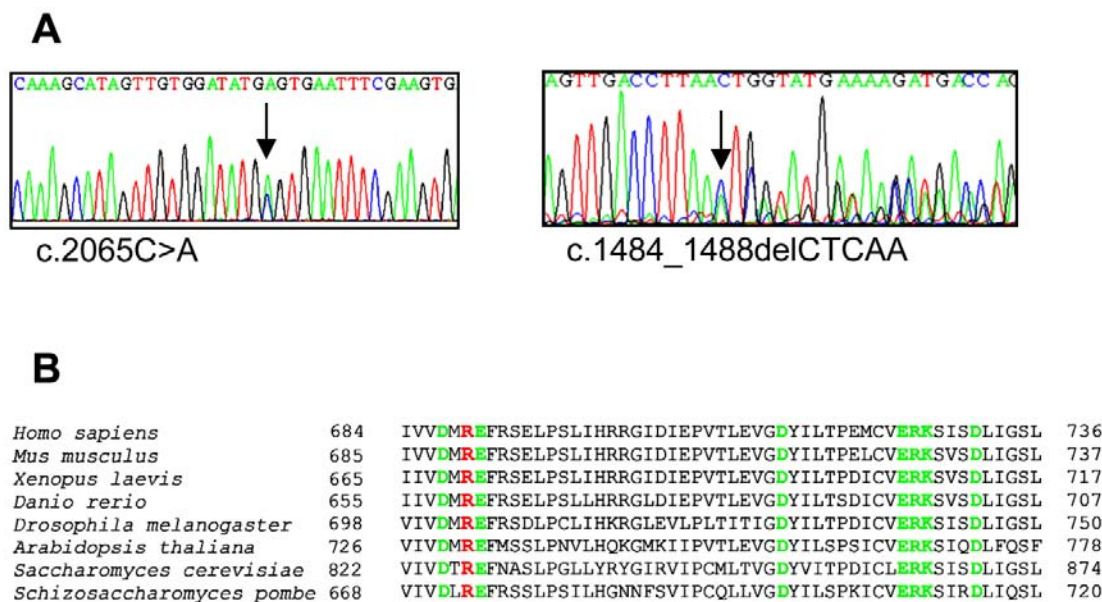 A
CAAAGCATAGTTGTGGATATGAGTGAATTTCGAAGTG
AGTTGACCTTAACTGGTATGAAAAGATGACCAG
c.2065C>A
c.1484_1488delCTCAA
B
Homo sapiens 684 IVVDMREFRSELPSLIHRRGIDIEPVTLEVGDYILTPEMCVERKSISDLIGSL 736
Mus musculus 685 IVVDMREFRSELPSLIHRRGIDIEPVTLEVGDYILTPELCVERKSVSDLIGSL 737
Xenopus laevis 665 IIVDMREFRSELPSLIHRRGIDIEPVTLEVGDYILTPDICVERKSVSDLIGSL 717
Danio rerio 655 IIVDMREFRSELPSLLHRRGLDIEPVTLEVGDYILTPDICVERKSVSDLIGSL 707
Drosophila melanogaster 698 VIVDMREFRSDLPCLIHKRGLEVLPLTITIGDYILTPDICVERKSISDLIGSL 750
Arabidopsis thaliana 726 VIVDMREFMSSLPNVLHQKGMKIIPVTLEVGDYILSPSICVERKSIQDLFQSF 778
Saccharomyces cerevisiae 822 VIVDTREFNASLPGLLYRYGIRVIPCMLTVGDYVITPDICLERKSISDLIGSL 874
Schizosaccharomyces pombe 668 VIVDLREFRSSLPSILHGNNFSVIPCQLLVGDYILSPKICVERKSIRDLIQSL 720